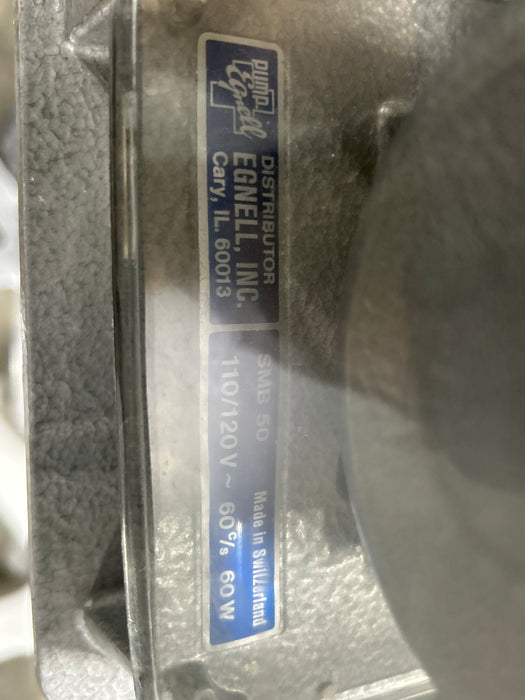 Egnell
pump
DISTRIBUTOR
EGNELL, INC.
Cary, IL. 60013
SMB 50 Made in Switzerland
110/120V ~ 60c/s 60W